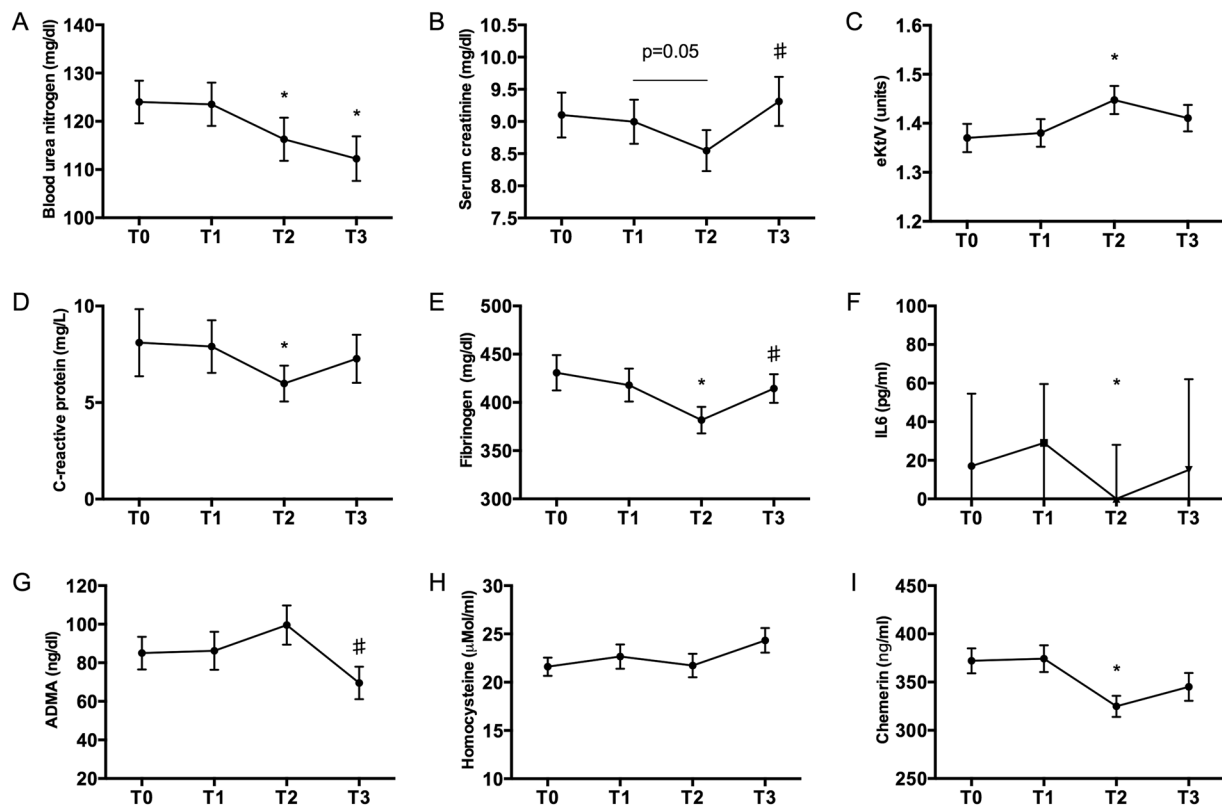 A
Blood urea nitrogen (mg/dl)
140
130
120
110
100
*
*
T0 T1 T2 T3
B
Serum creatinine (mg/dl)
10.5
10.0
9.5
9.0
8.5
8.0
7.5
p=0.05
#
T0 T1 T2 T3
C
eKt/V (units)
1.6
1.5
1.4
1.3
1.2
*
T0 T1 T2 T3
D
C-reactive protein (mg/L)
10
5
0
*
T0 T1 T2 T3
E
Fibrinogen (mg/dl)
500
450
400
350
300
*
#
T0 T1 T2 T3
F
IL6 (pg/ml)
100
80
60
40
20
0
*
T0 T1 T2 T3
G
ADMA (ng/dl)
120
100
80
60
40
20
#
T0 T1 T2 T3
H
Homocysteine (μMol/ml)
30
25
20
15
10
T0 T1 T2 T3
I
Chemerin (ng/ml)
450
400
350
300
250
*
T0 T1 T2 T3